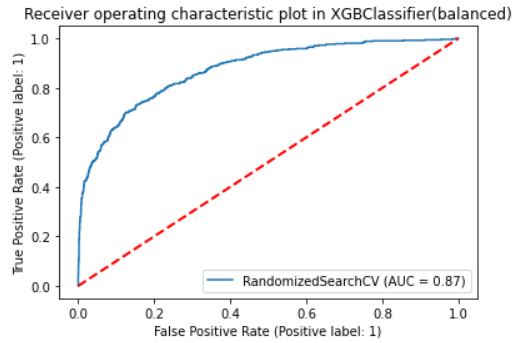 Receiver operating characteristic plot in XGBClassifier(balanced)
1.0
0.8
0.6
0.4
0.2
0.0
True Positive Rate (Positive label: 1)
RandomizedSearchCV (AUC = 0.87)
0.0 0.2 0.4 0.6 0.8 1.0
False Positive Rate (Positive label: 1)